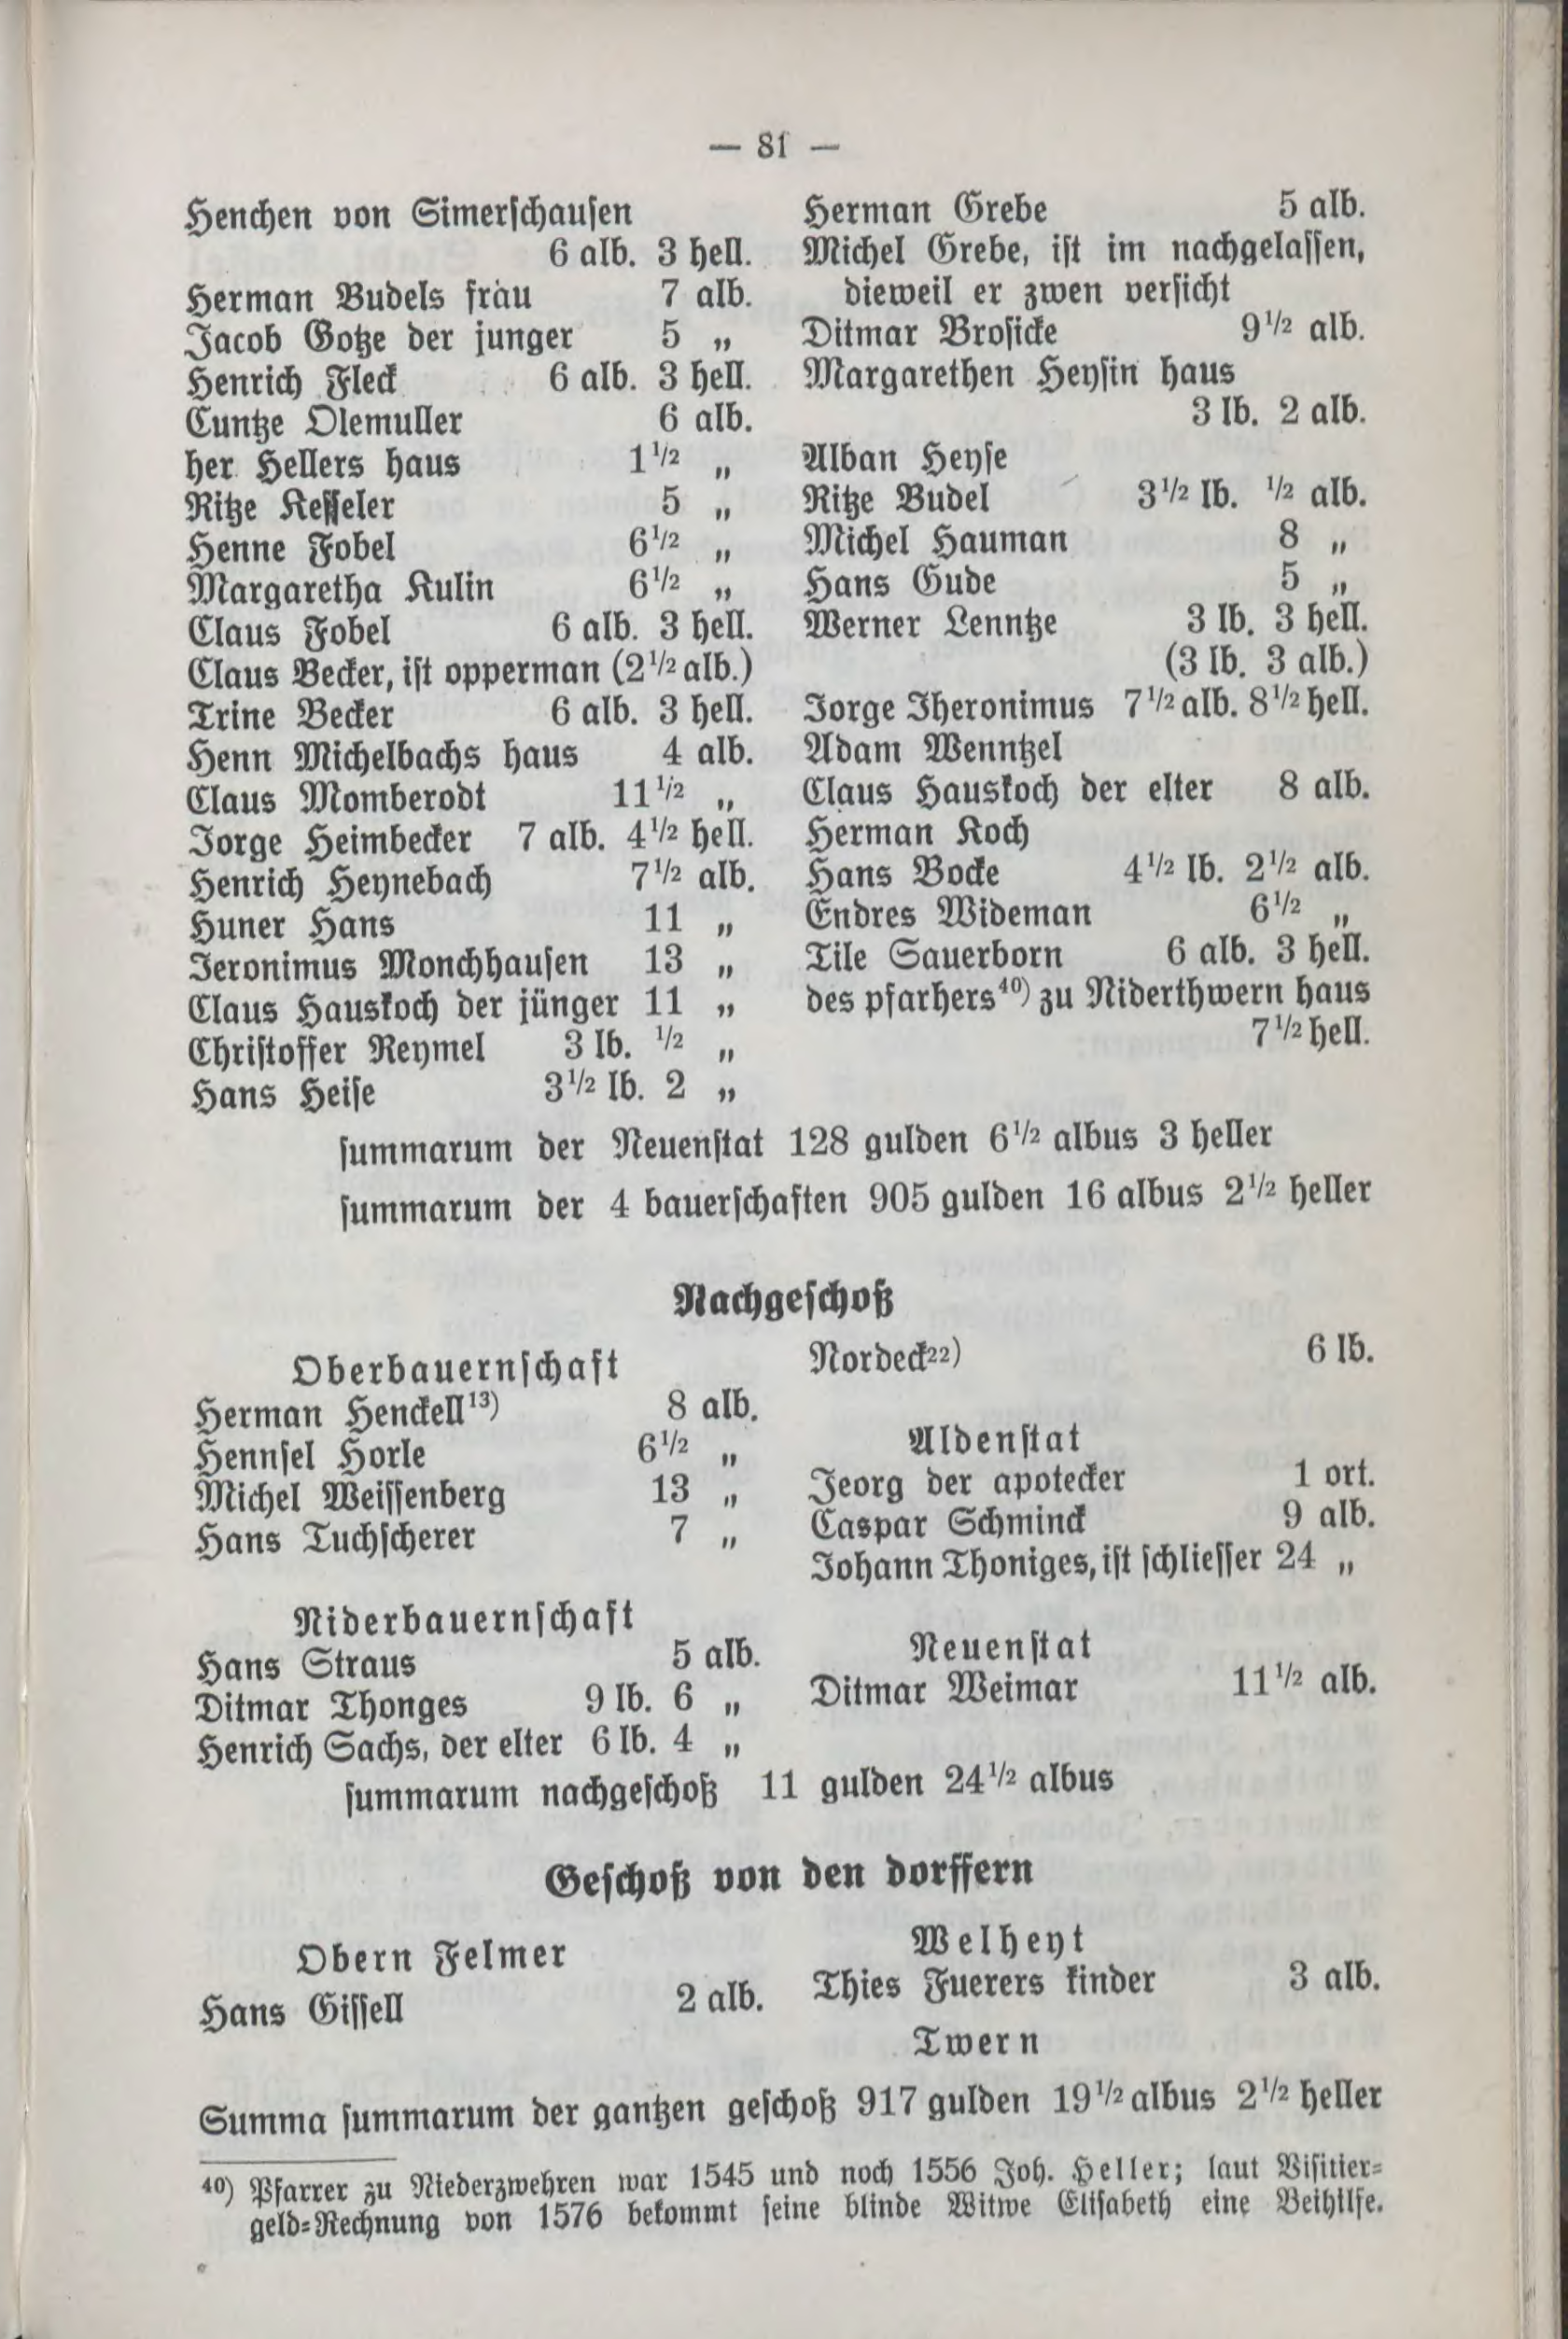 — 81 —
Henchen von Simerschausen
6 alb. 3 hell.
Herman Budels frau 7 alb.
Jacob Gotze der junger 5 „
Henrich Fleck 6 alb. 3 hell.
Cuntze Olemuller 6 alb.
her Hellers haus 1½ „
Ritze Kesseler 5 „
Henne Fobel 6½ „
Margaretha Kulin 6½ „
Claus Fobel 6 alb. 3 hell.
Claus Becker, ist opperman (2½ alb.)
Trine Becker 6 alb. 3 hell.
Henn Michelbachs haus 4 alb.
Claus Momberodt 11½ „
Jorge Heimbecker 7 alb. 4½ hell.
Henrich Heynebach 7½ alb.
Huner Hans 11 „
Jeronimus Monchhausen 13 „
Claus Hauskoch der jünger 11 „
Christoffer Reymel 3 lb. ½ „
Hans Heise 3½ lb. 2 „
Herman Grebe 5 alb.
Michel Grebe, ist im nachgelassen,
dieweil er zwen versicht
Ditmar Brosicke 9½ alb.
Margarethen Heysin haus
3 lb. 2 alb.
Alban Heyse
Ritze Budel 3½ lb. ½ alb.
Michel Hauman 8 „
Hans Gude 5 „
Werner Lenntze 3 lb. 3 hell.
(3 lb. 3 alb.)
Jorge Jheronimus 7½ alb. 8½ hell.
Adam Wenntzel
Claus Hauskoch der elter 8 alb.
Herman Koch
Hans Bocke 4½ lb. 2½ alb.
Endres Wideman 6½ „
Tile Sauerborn 6 alb. 3 hell.
des pfarhers⁴⁰) zu Niderthwern haus
7½ hell.
summarum der Neuenstat 128 gulden 6½ albus 3 heller
summarum der 4 bauerschaften 905 gulden 16 albus 2½ heller
Nachgeschoß
Oberbauernschaft
Herman Henckell¹³) 8 alb.
Hennsel Horle 6½ „
Michel Weissenberg 13 „
Hans Tuchscherer 7 „
Niderbauernschaft
Hans Straus 5 alb.
Ditmar Thonges 9 lb. 6 „
Henrich Sachs, der elter 6 lb. 4 „
Nordeck²²) 6 lb.
Aldenstat
Jeorg der apotecker 1 ort.
Caspar Schminck 9 alb.
Johann Thoniges, ist schliesser 24 „
Neuenstat
Ditmar Weimar 11½ alb.
summarum nachgeschoß 11 gulden 24½ albus
Geschoß von den dorffern
Obern Felmer
Hans Gissell 2 alb.
Welheyt
Thies Fuerers kinder 3 alb.
Twern
Summa summarum der gantzen geschoß 917 gulden 19½ albus 2½ heller
⁴⁰) Pfarrer zu Niederzwehren war 1545 und noch 1556 Joh. Heller; laut Visitier-
geld-Rechnung von 1576 bekommt seine blinde Witwe Elisabeth eine Beihilfe.